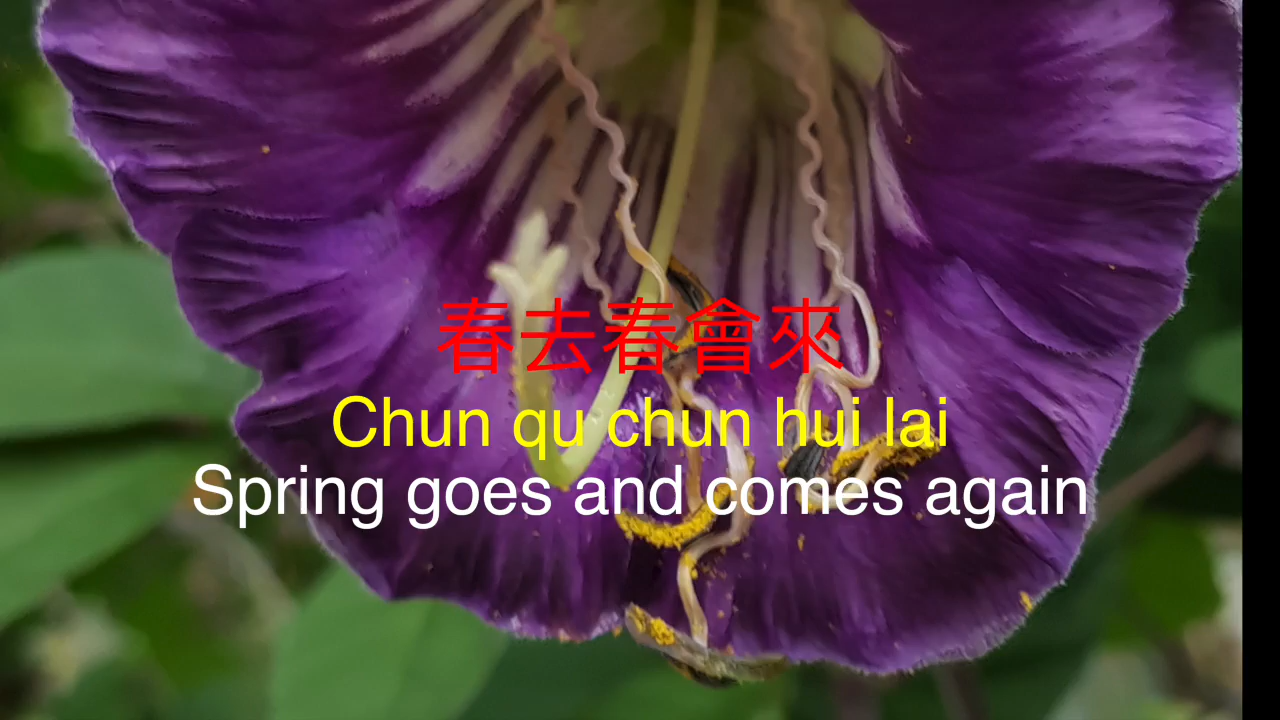 春去春會來
Chun qu chun hui lai
Spring goes and comes again